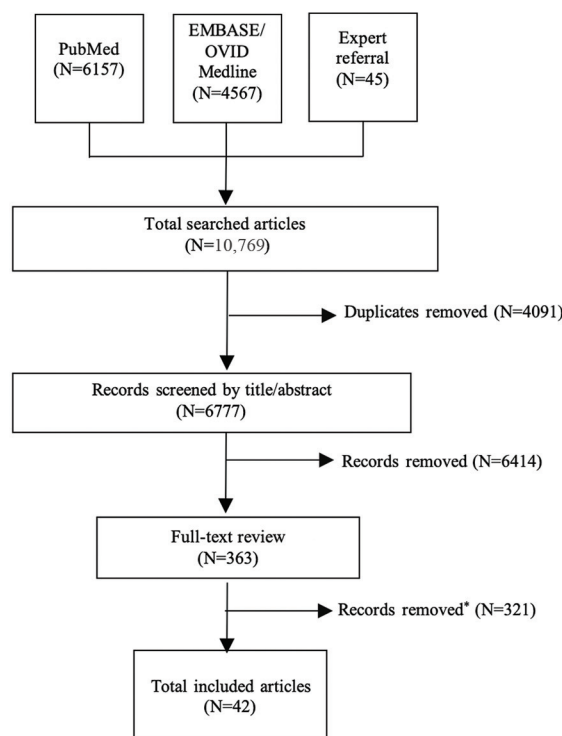 PubMed
(N=6157)
EMBASE/
OVID
Medline
(N=4567)
Expert
referral
(N=45)
Total searched articles
(N=10,769)
Duplicates removed (N=4091)
Records screened by title/abstract
(N=6777)
Records removed (N=6414)
Full-text review
(N=363)
Records removed* (N=321)
Total included articles
(N=42)